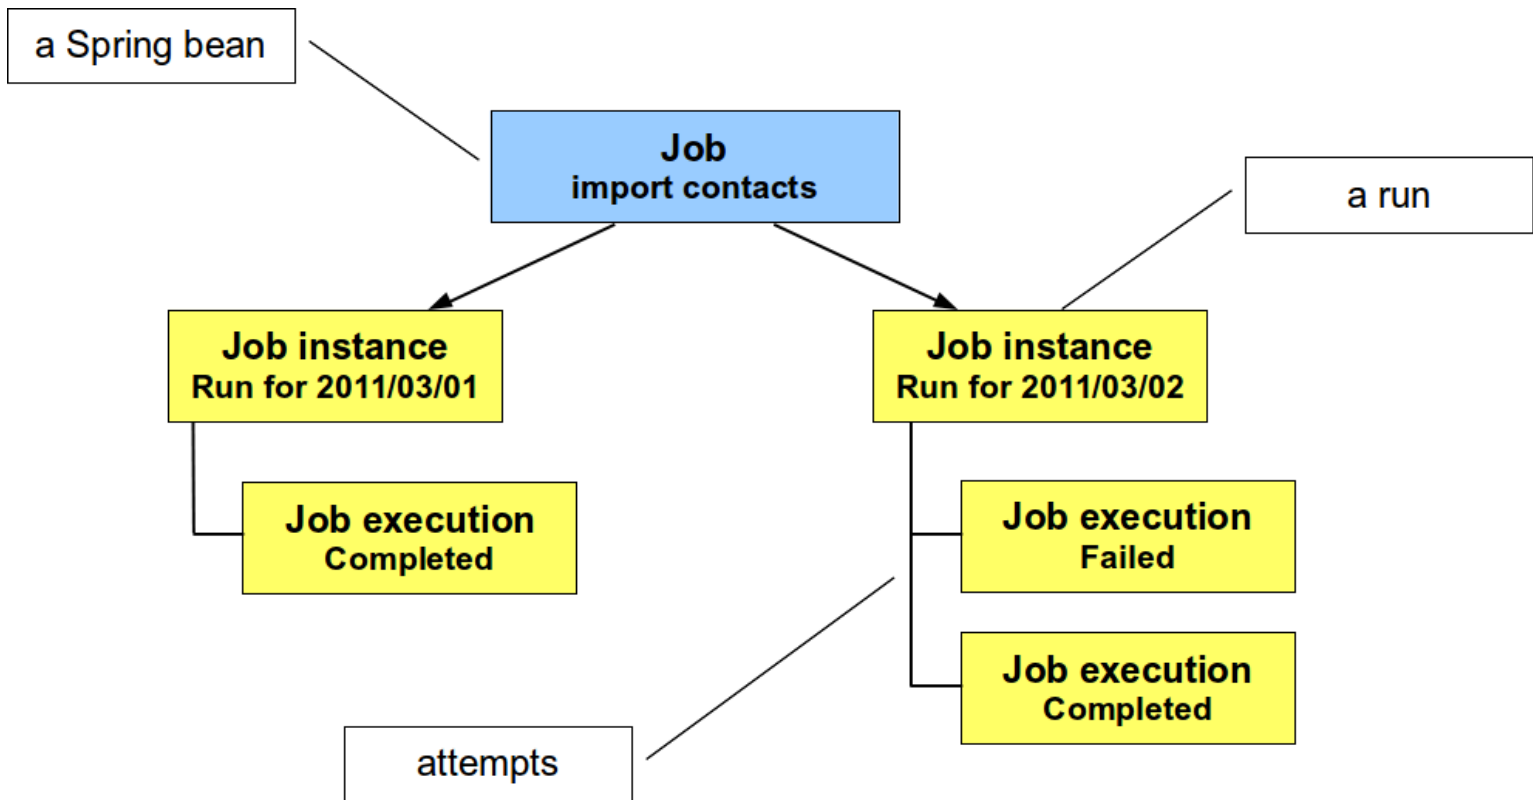 a Spring bean
Job
import contacts
a run
Job instance
Run for 2011/03/01
Job instance
Run for 2011/03/02
Job execution
Completed
Job execution
Failed
Job execution
Completed
attempts